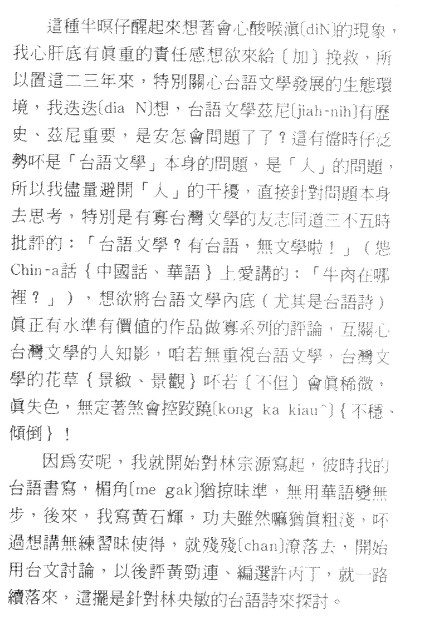 這種半暝仔醒起來想著會心酸喉滇(diN)的現象，
我心肝底有眞重的責任感想欲來給〔加〕挽救，所
以置這二三年來，特別關心台語文學發展的生態環
境，我迭迭(dia N)想，台語文學茲尼(jiah-nih)有歷
史、茲尼重要，是安怎會問題了了？這有當時仔泛
勢吥是「台語文學」本身的問題，是「人」的問題，
所以我儘量避開「人」的干擾，直接針對問題本身
去思考，特別是有寡台灣文學的友志同道三不五時
批評的：「台語文學？有台語，無文學啦！」（
Chin-a話｛中國話、華語｝上愛講的：「牛肉在哪
裡？」），想欲將台語文學內底（尤其是台語詩）
眞正有水準有價値的作品做寡系列的評論，互關心
台灣文學的人知影，咱若無重視台語文學，台灣文
學的花草｛景緻、景觀｝吥若〔不但〕會眞稀微，
眞失色，無定著煞會控跤蹺(kong ka kiauˆ)｛不穩、
傾倒｝！
因爲安呢，我就開始對林宗源寫起，彼時我的
台語書寫，楣角(me gak)猶掠昧準，無用華語變無
步，後來，我寫黃石輝，功夫雖然嘛猶眞粗淺，吥
過想講無練習昧使得，就殘殘(chan)潦落去，開始
用台文討論，以後評黃勁連、編選許丙丁，就一路
續落來，這擺是針對林央敏的台語詩來探討。